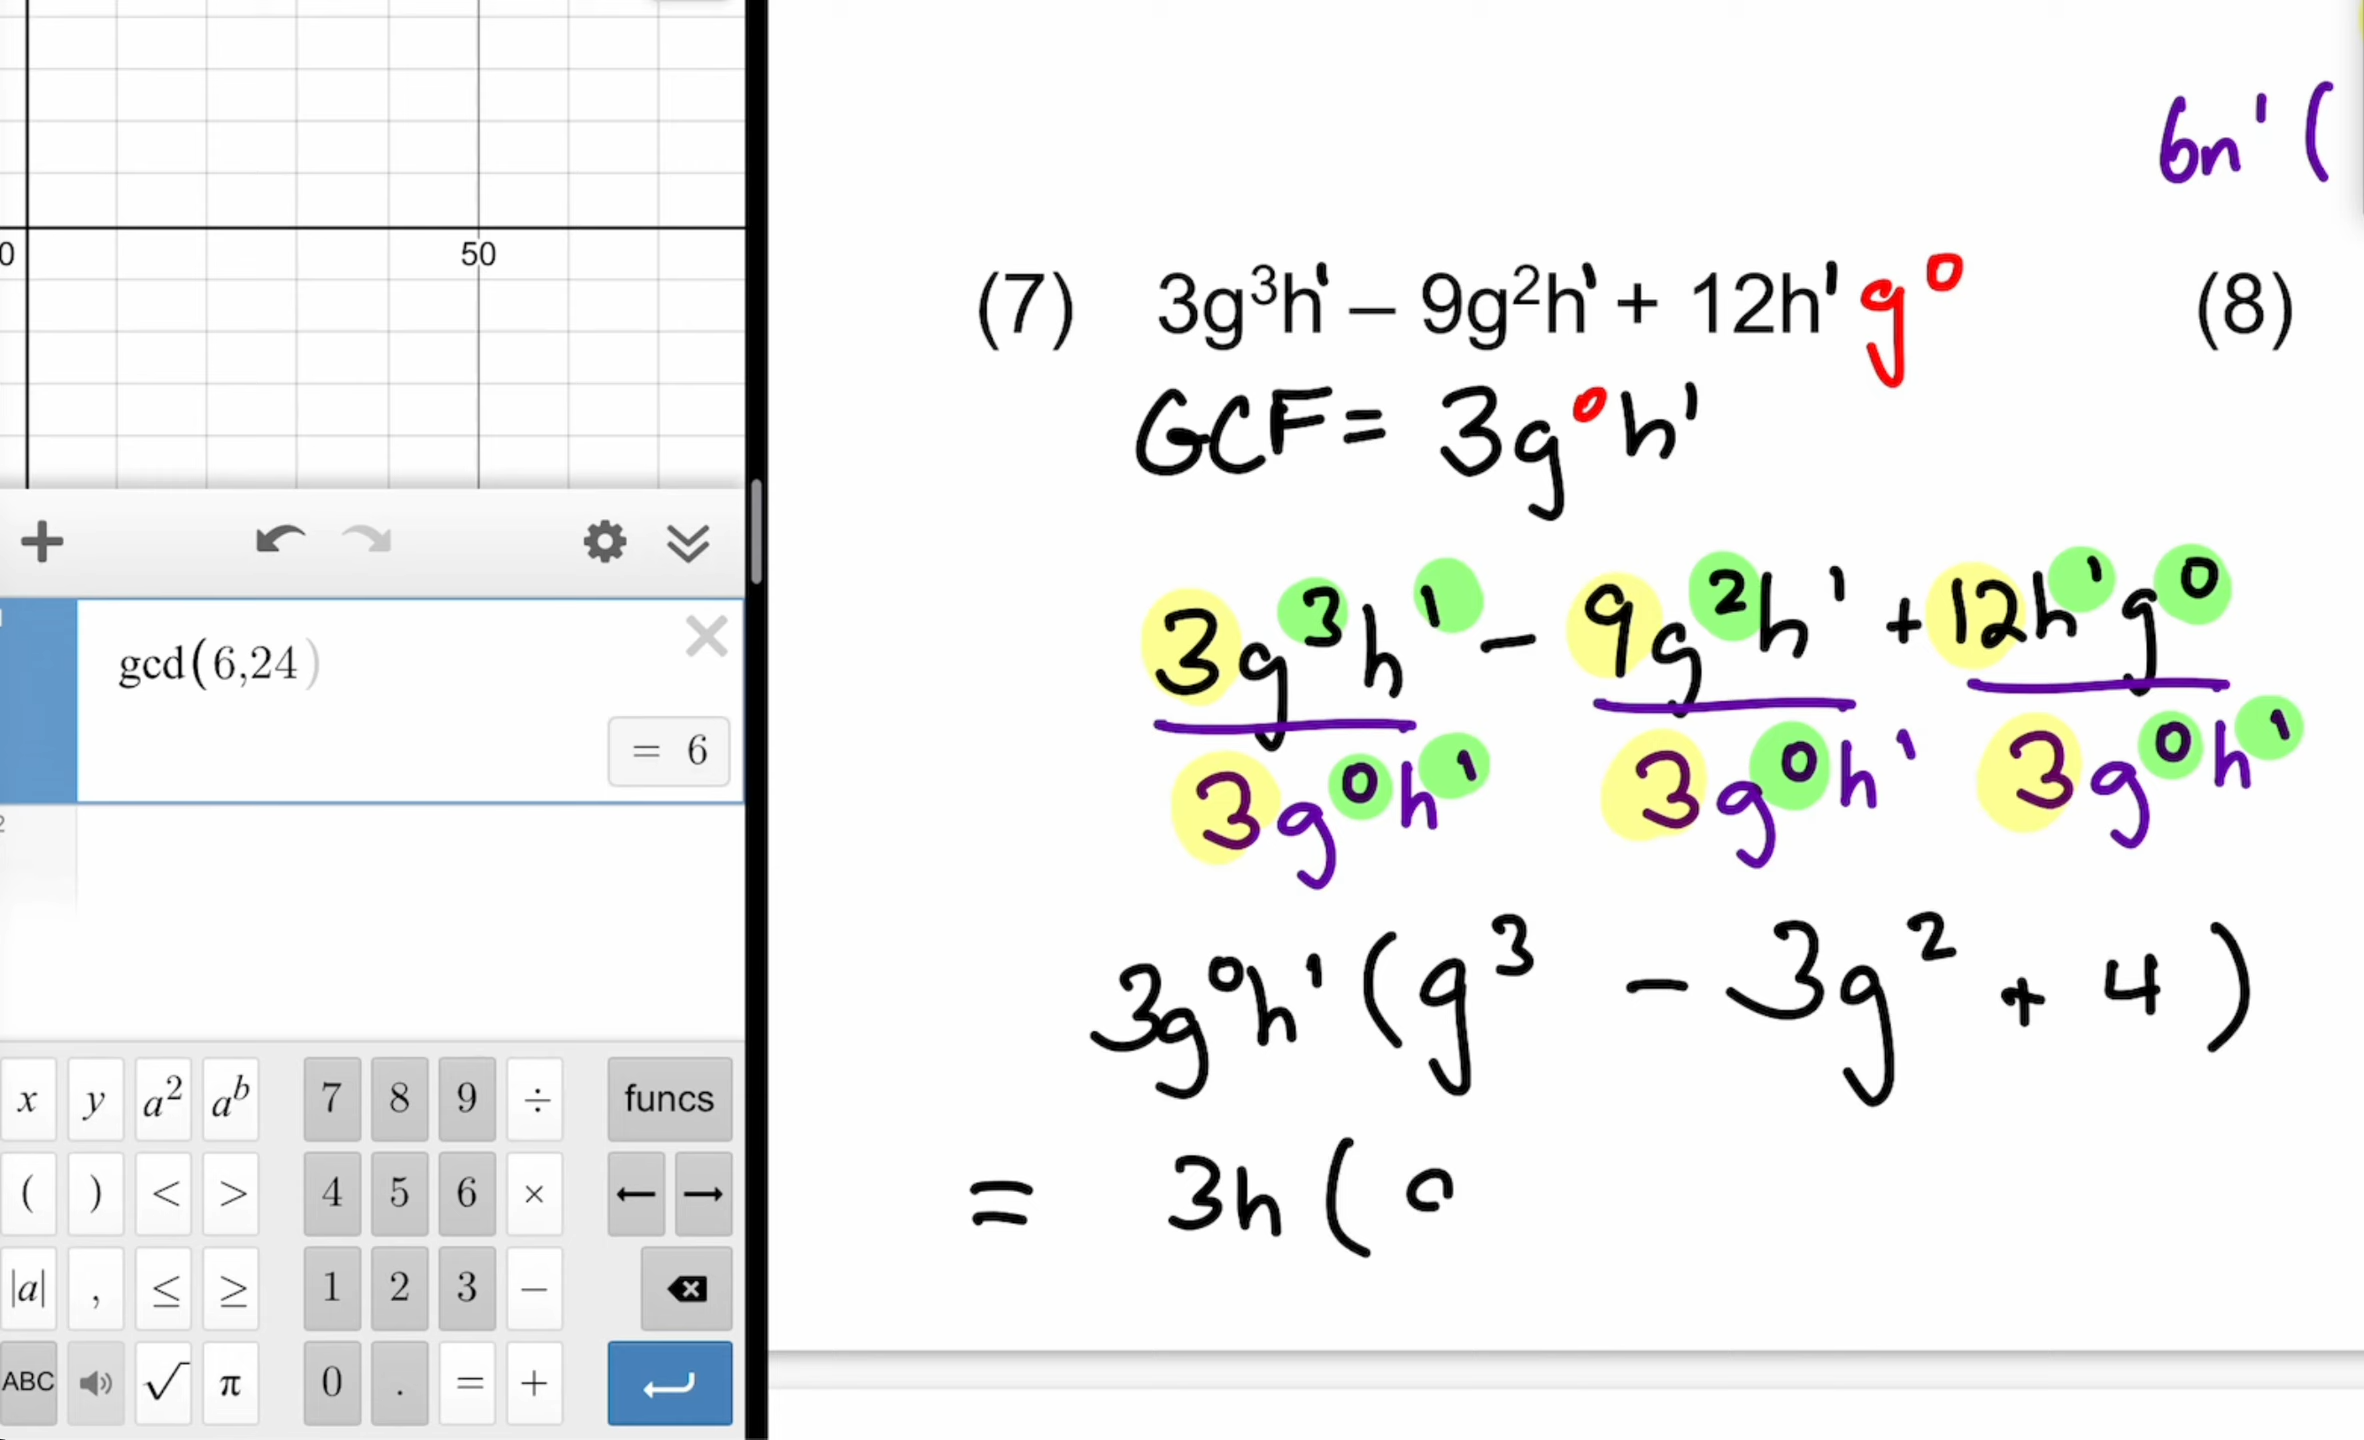 0 50
gcd(6,24)
= 6
2
x y a² aᵇ 7 8 9 ÷ funcs
( ) < > 4 5 6 × ← →
|a| , ≤ ≥ 1 2 3 −
ABC √ π 0 . = +
6n¹(
(7) 3g³h¹ – 9g²h¹ + 12h¹g⁰
(8)
GCF = 3g⁰h¹
3g³h¹ - 9g²h¹ + 12h¹g⁰
3g⁰h¹ 3g⁰h¹ 3g⁰h¹
3g⁰h¹(g³ - 3g² + 4)
= 3h(